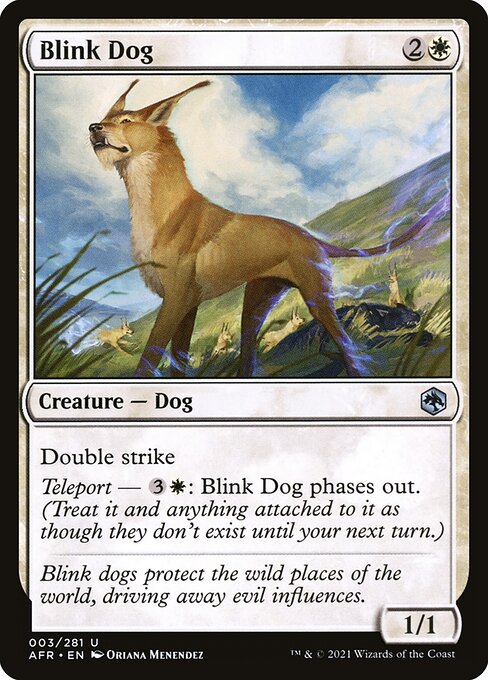 Blink Dog 2
Creature — Dog
Double strike
Teleport — 3: Blink Dog phases out.
(Treat it and anything attached to it as
though they don't exist until your next turn.)
Blink dogs protect the wild places of the
world, driving away evil influences.
1/1
003/281 U
AFR • EN Oriana Menendez
™ & © 2021 Wizards of the Coast